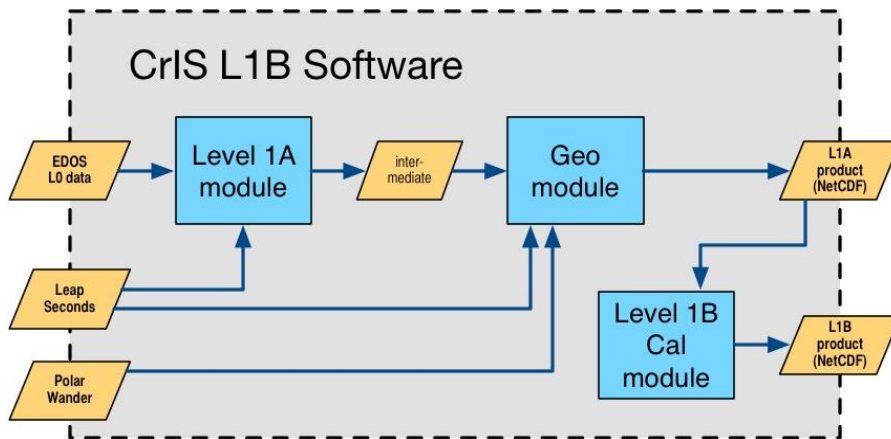 CrIS L1B Software
EDOS
L0 data
Level 1A
module
inter-
mediate
Geo
module
L1A
product
(NetCDF)
Leap
Seconds
Level 1B
Cal
module
L1B
product
(NetCDF)
Polar
Wander